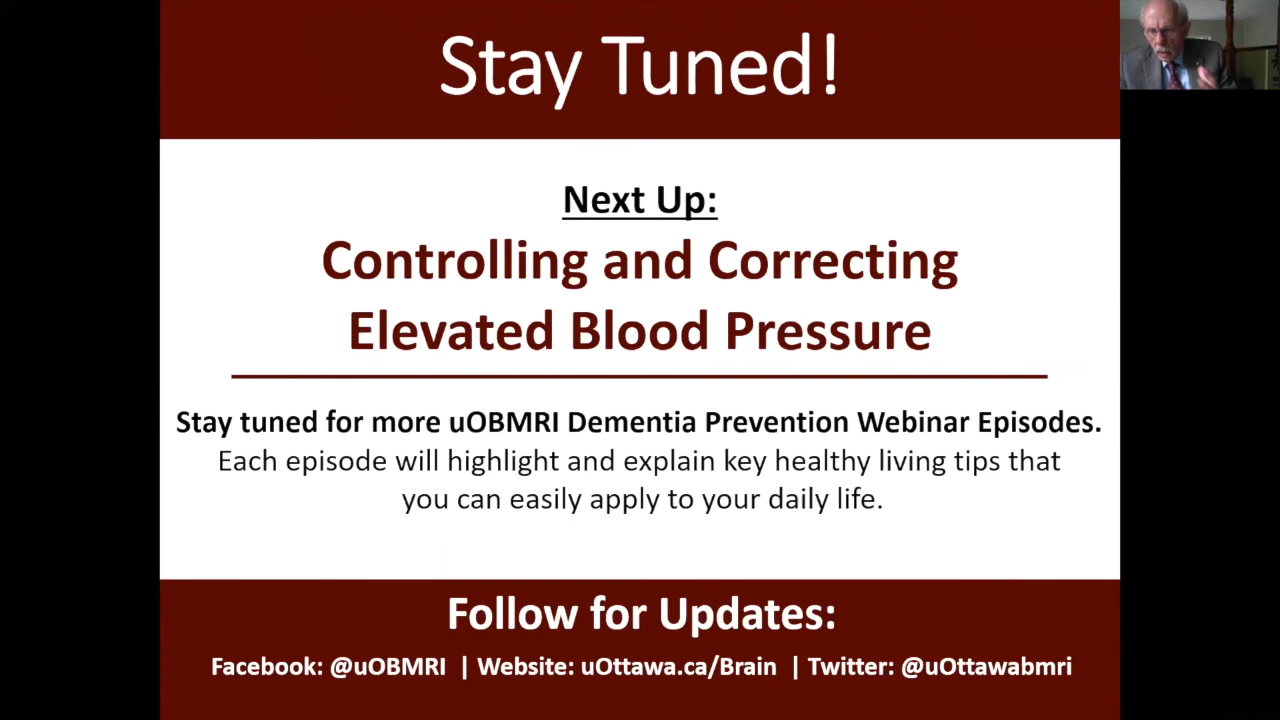 Stay Tuned!
Next Up:
Controlling and Correcting
Elevated Blood Pressure
Stay tuned for more uOBMRI Dementia Prevention Webinar Episodes.
Each episode will highlight and explain key healthy living tips that
you can easily apply to your daily life.
Follow for Updates:
Facebook: @uOBMRI | Website: uOttawa.ca/Brain | Twitter: @uOttawabmri